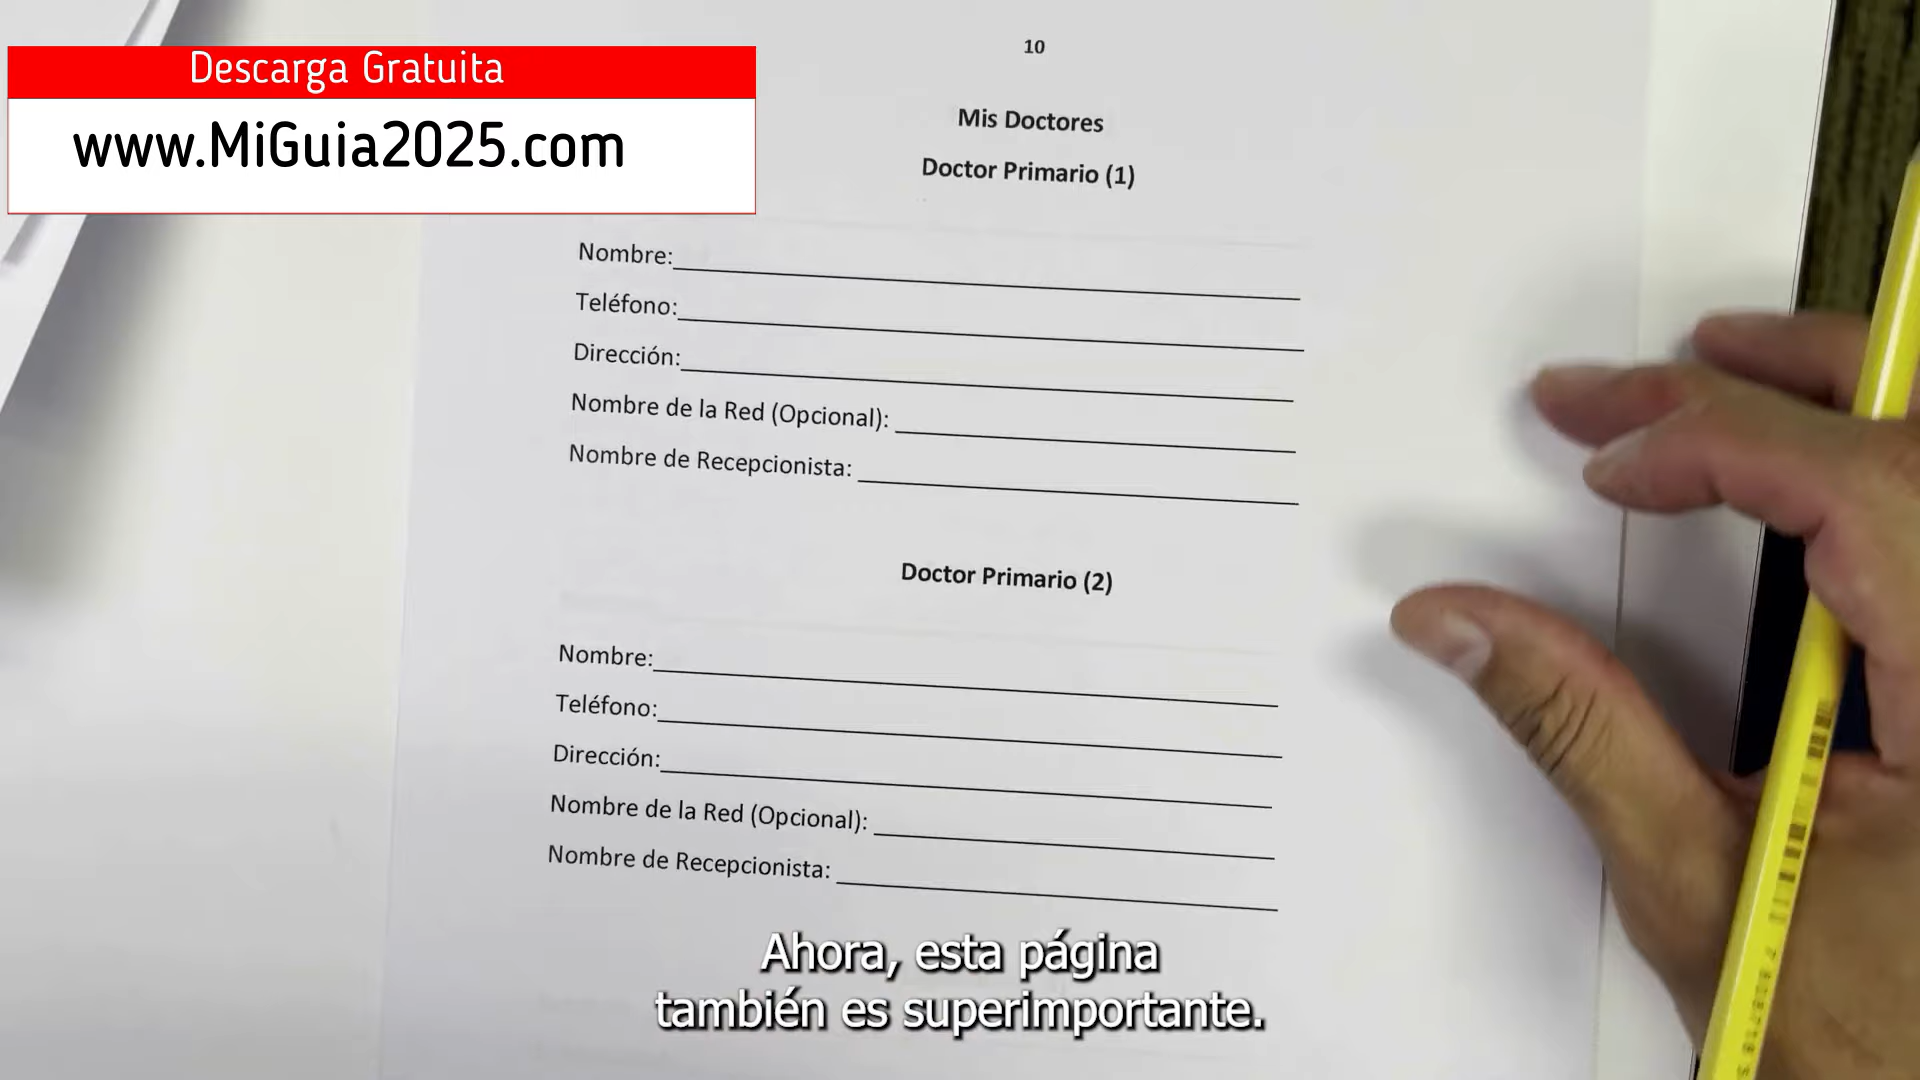 Descarga Gratuita
www.MiGuia2025.com
10
Mis Doctores
Doctor Primario (1)
Nombre:
Teléfono:
Dirección:
Nombre de la Red (Opcional):
Nombre de Recepcionista:
Doctor Primario (2)
Nombre:
Teléfono:
Dirección:
Nombre de la Red (Opcional):
Nombre de Recepcionista:
Ahora, esta página
también es superimportante.